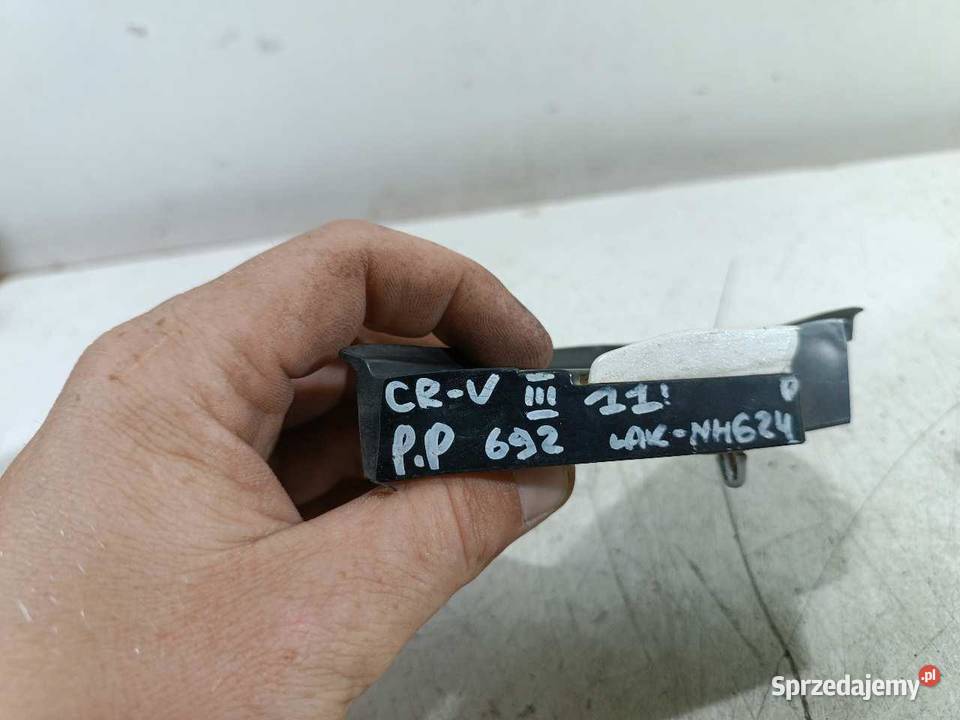 CR-V III 11!
P.P 692 LAK-NH624
Sprzedajemy.pl